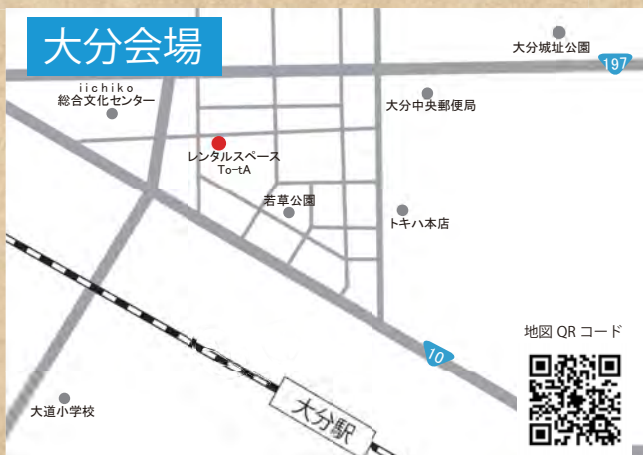 大分会場
大分城址公園
197
iichiko
総合文化センター
大分中央郵便局
レンタルスペース
To-tA
若草公園
トキハ本店
地図 QR コード
10
大道小学校
大分駅